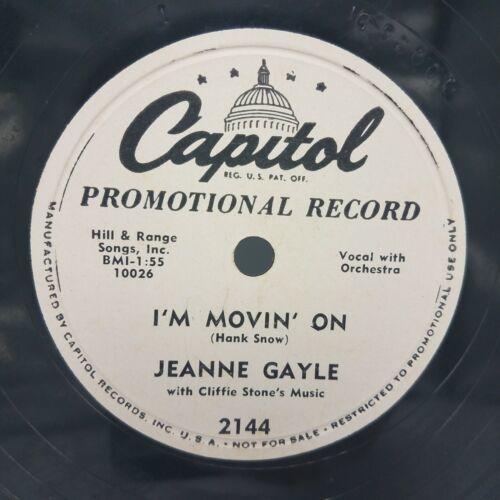 Capitol
REG. U.S. PAT. OFF.
PROMOTIONAL RECORD
Hill & Range
Songs, Inc.
BMI-1:55
10026
Vocal with
Orchestra
I'M MOVIN' ON
(Hank Snow)
JEANNE GAYLE
with Cliffie Stone's Music
2144
MANUFACTURED BY CAPITOL RECORDS, INC. U.S.A. • NOT FOR SALE • RESTRICTED TO PROMOTIONAL USE ONLY